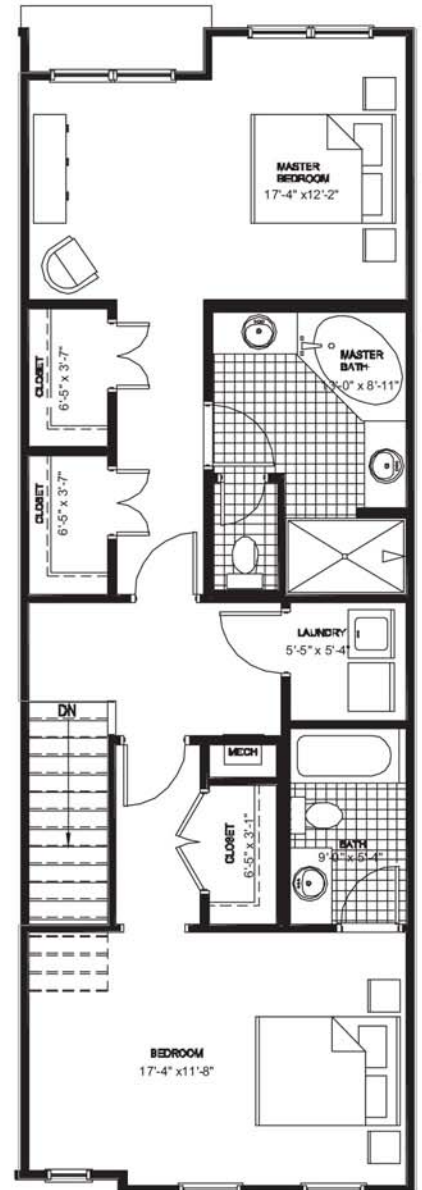 MASTER
BEDROOM
17'-4" x12'-2"
CLOSET
6'-5" x 3'-7"
MASTER
BATH
13'-0" x 8'-11"
CLOSET
6'-5" x 3'-7"
LAUNDRY
5'-5" x 5'-4"
DN
MECH
CLOSET
6'-5" x 3'-1"
BATH
9'-0" x 5'-4"
BEDROOM
17'-4" x11'-8"